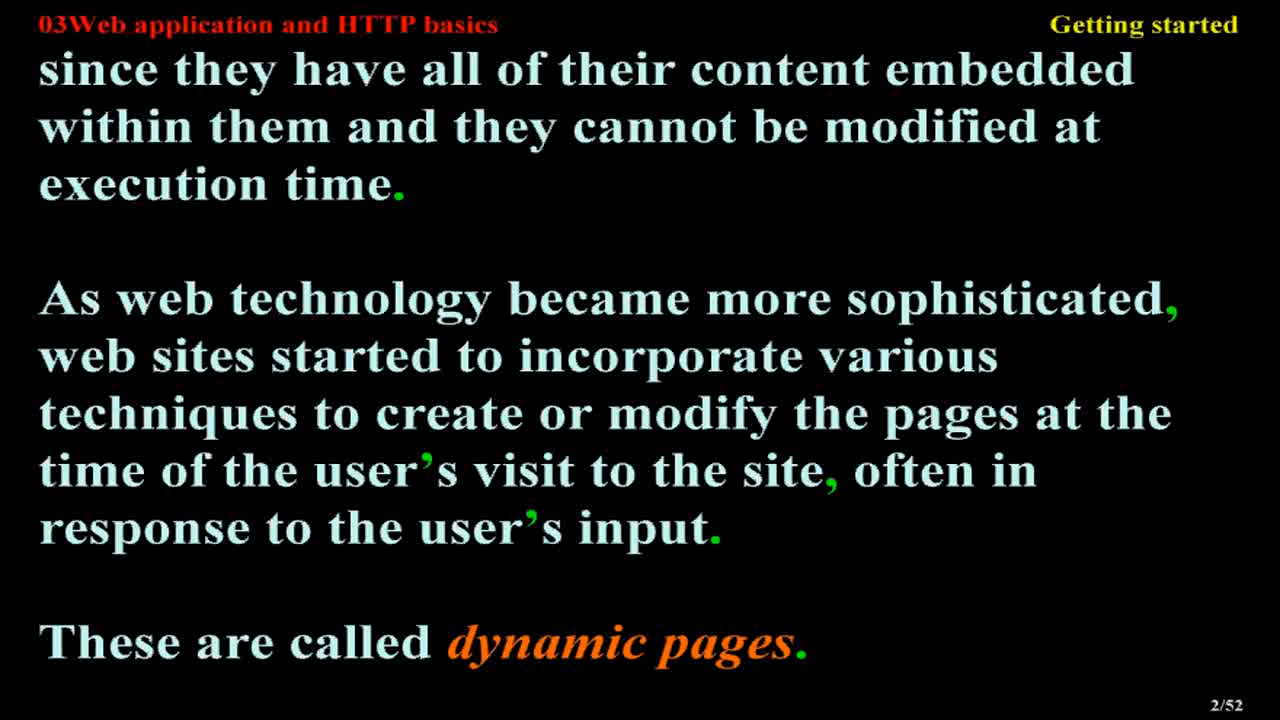 03Web application and HTTP basics
Getting started
since they have all of their content embedded
within them and they cannot be modified at
execution time.
As web technology became more sophisticated,
web sites started to incorporate various
techniques to create or modify the pages at the
time of the user’s visit to the site, often in
response to the user’s input.
These are called dynamic pages.
2/52